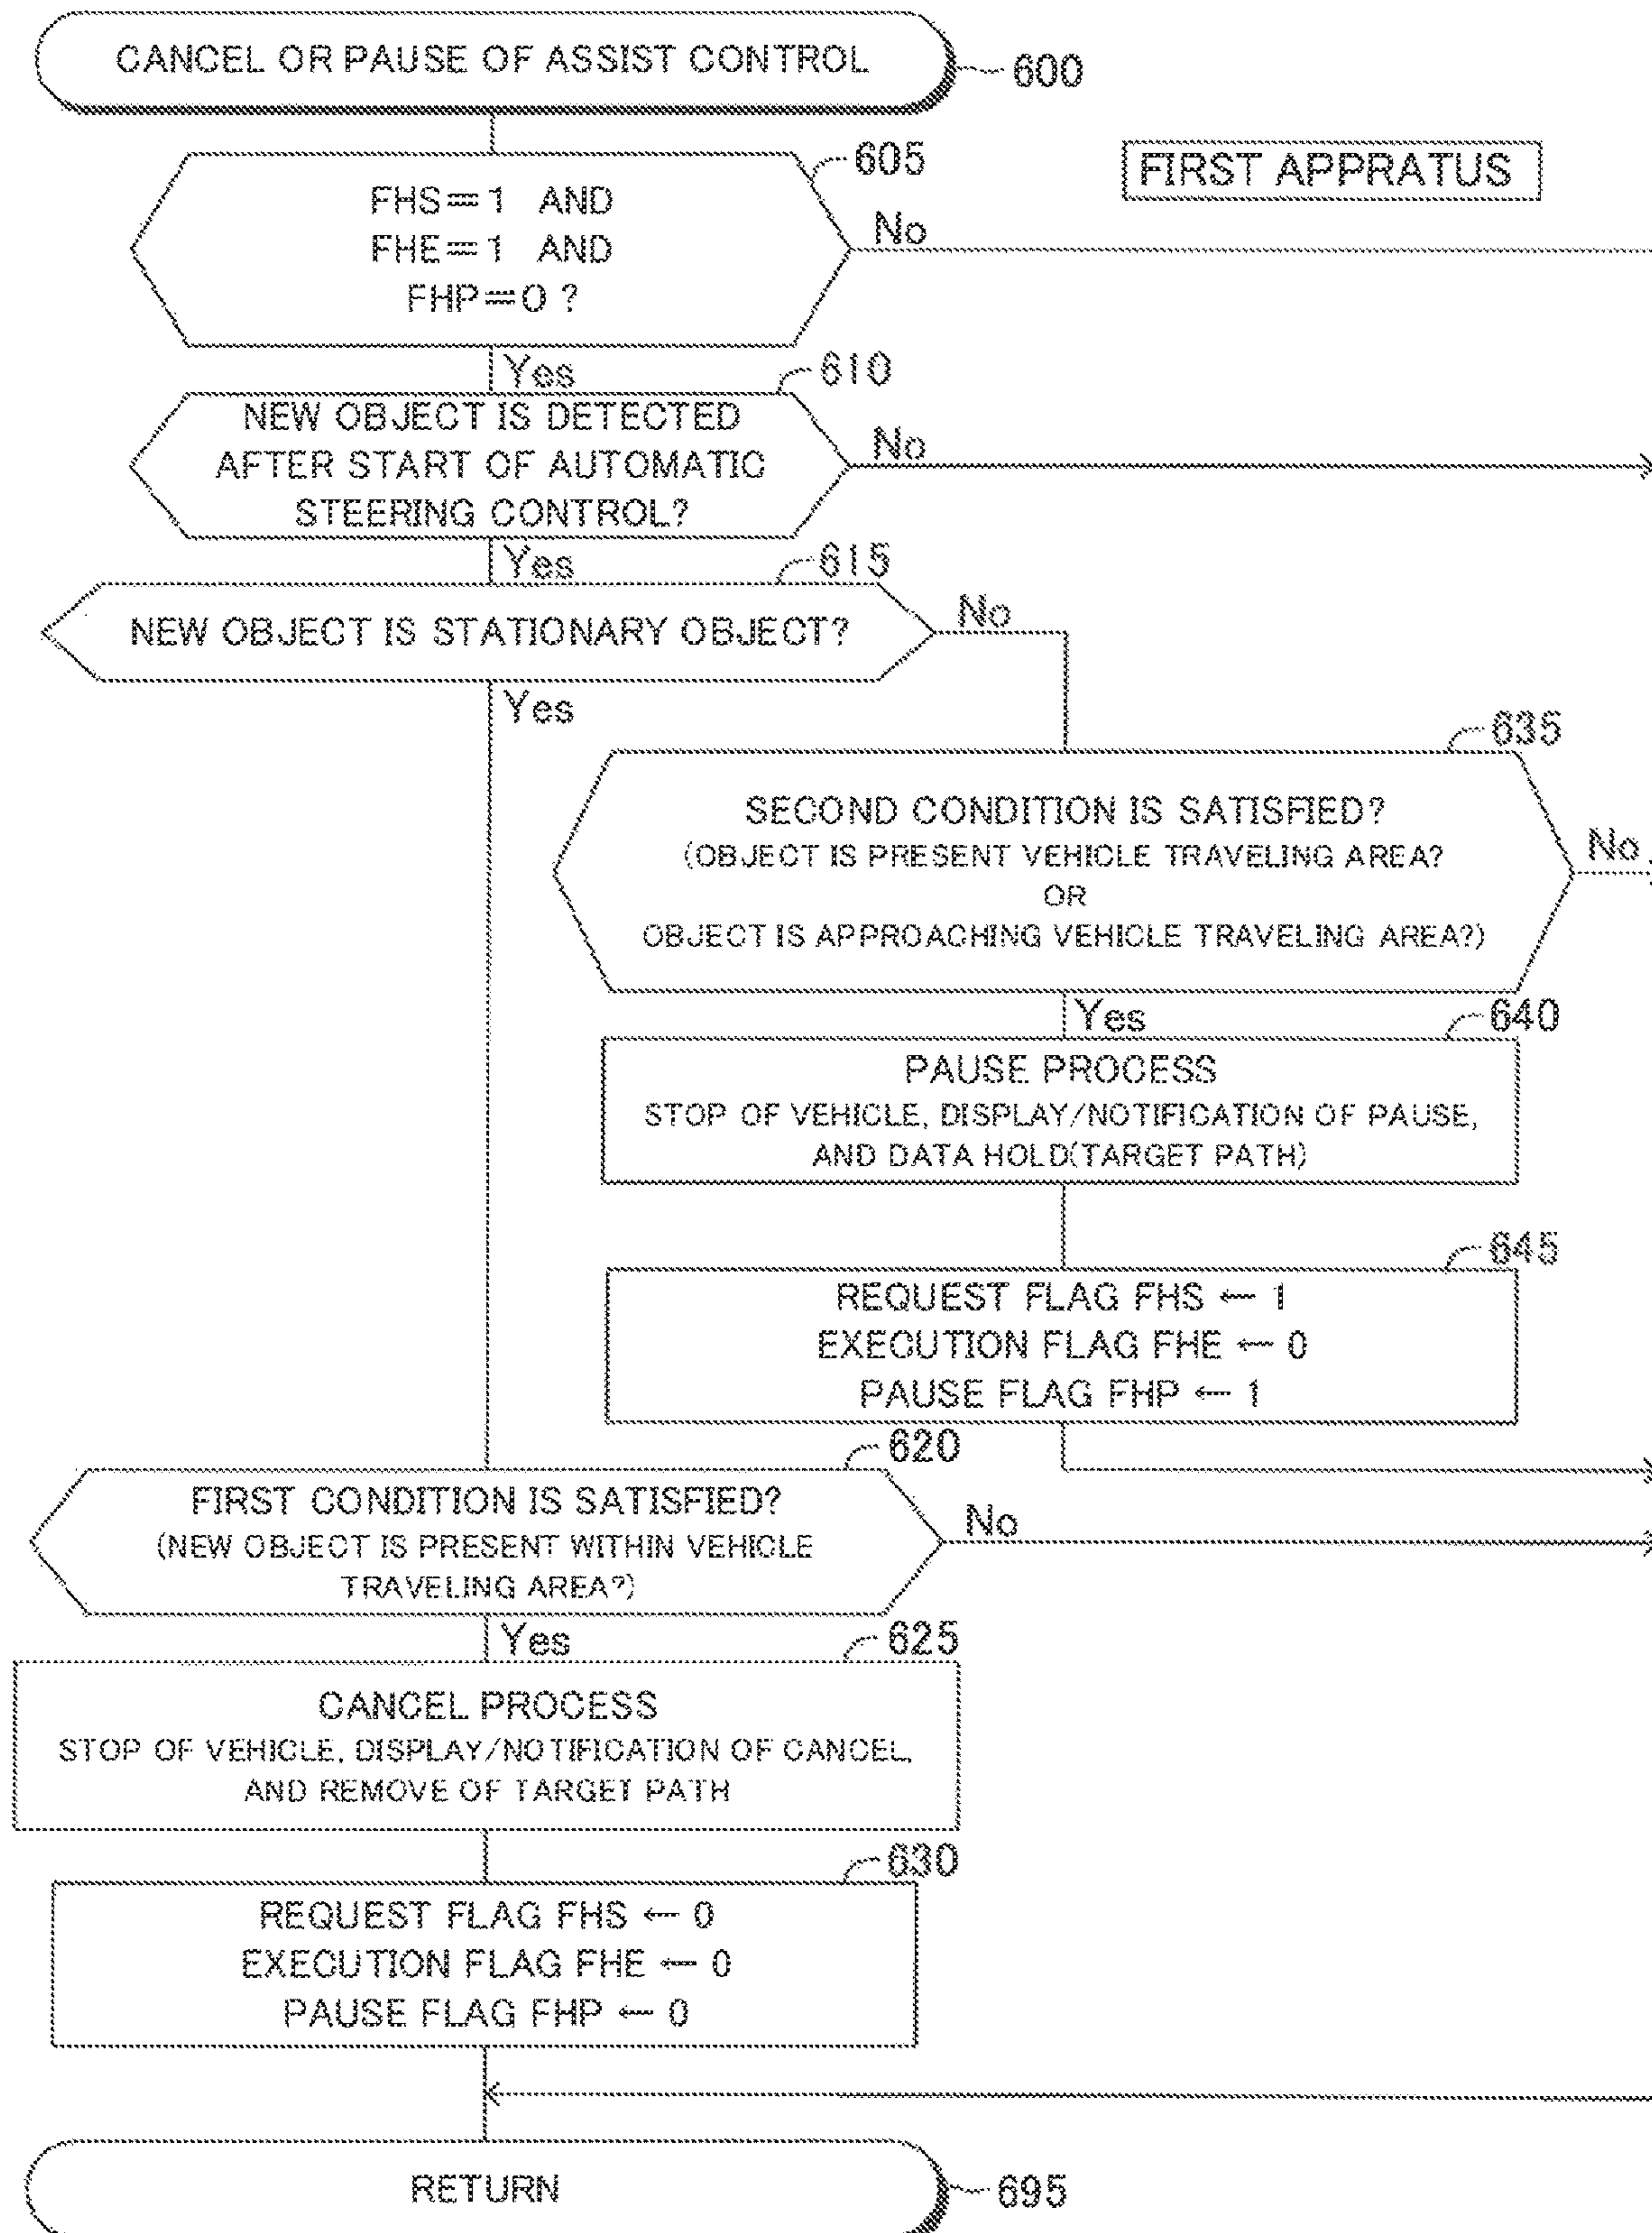 CANCEL OR PAUSE OF ASSIST CONTROL
600
FIRST APPRATUS
605
FHS=1 AND
FHE=1 AND
FHP=0 ?
No
Yes
610
NEW OBJECT IS DETECTED
AFTER START OF AUTOMATIC
STEERING CONTROL?
No
Yes
615
NEW OBJECT IS STATIONARY OBJECT?
No
Yes
635
SECOND CONDITION IS SATISFIED?
(OBJECT IS PRESENT VEHICLE TRAVELING AREA?
OR
OBJECT IS APPROACHING VEHICLE TRAVELING AREA?)
No
Yes
640
PAUSE PROCESS
STOP OF VEHICLE, DISPLAY/NOTIFICATION OF PAUSE,
AND DATA HOLD(TARGET PATH)
645
REQUEST FLAG FHS ← 1
EXECUTION FLAG FHE ← 0
PAUSE FLAG FHP ← 1
620
FIRST CONDITION IS SATISFIED?
(NEW OBJECT IS PRESENT WITHIN VEHICLE
TRAVELING AREA?)
No
Yes
625
CANCEL PROCESS
STOP OF VEHICLE, DISPLAY/NOTIFICATION OF CANCEL,
AND REMOVE OF TARGET PATH
630
REQUEST FLAG FHS ← 0
EXECUTION FLAG FHE ← 0
PAUSE FLAG FHP ← 0
RETURN
695